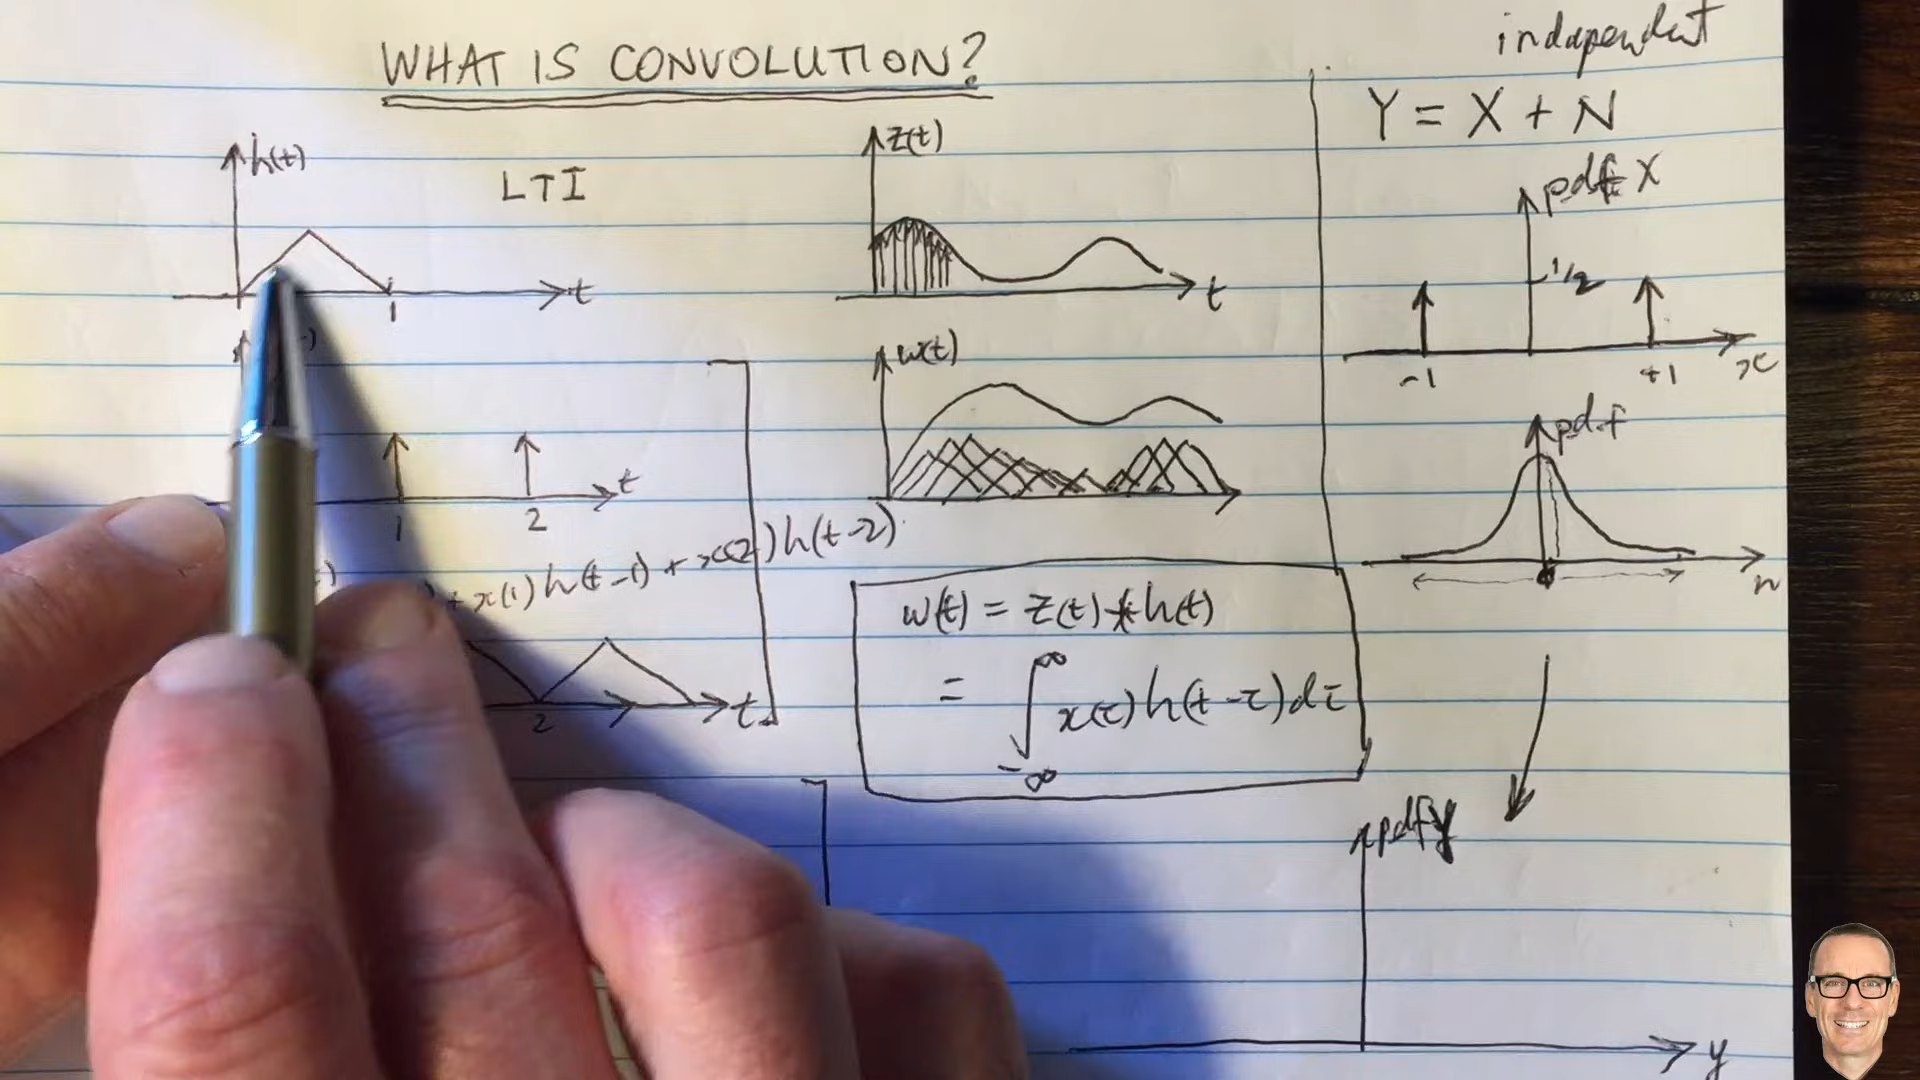 WHAT IS CONVOLUTION?
h(t)
LTI
t
1
t
1
2
+ x(1)h(t-1) + x(2)h(t-2)
2
t
z(t)
t
w(t)
w(t) = z(t) * h(t)
= ∫ x(τ)h(t-τ)dτ
∞
-∞
independent
Y = X + N
pdf X
1/2
-1
+1
x
pdf
n
pdf y
y